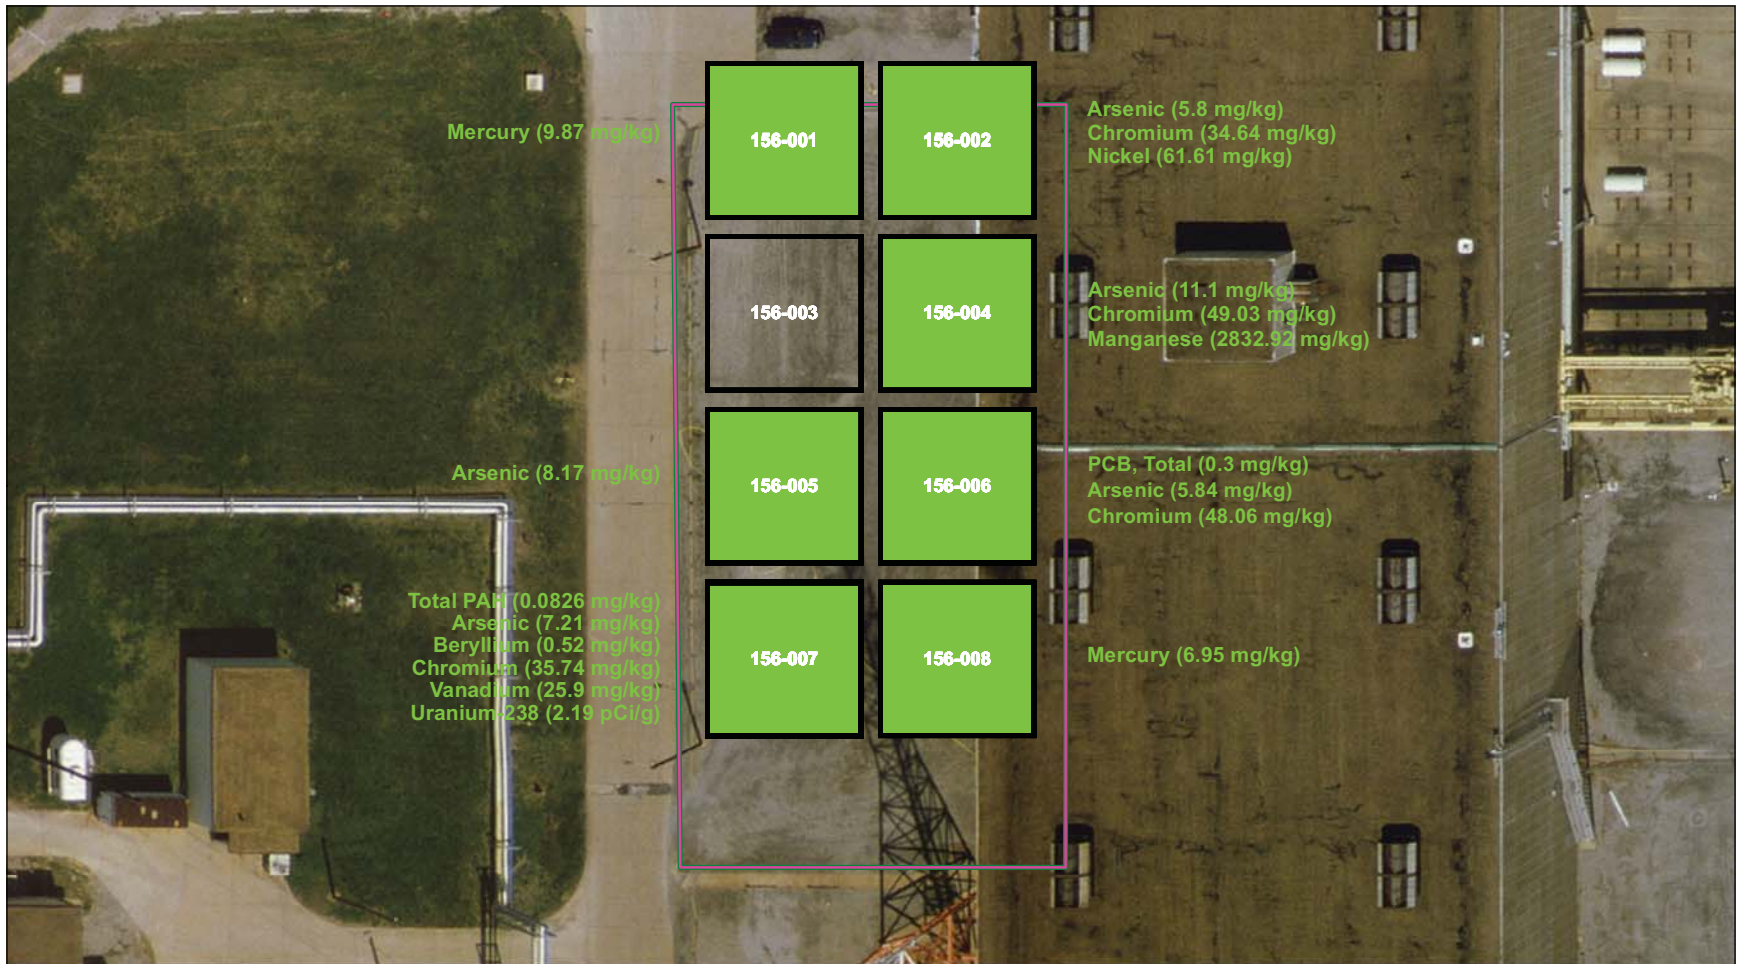 Mercury (9.87 mg/kg)
156-001
156-002
Arsenic (5.8 mg/kg)
Chromium (34.64 mg/kg)
Nickel (61.61 mg/kg)
156-003
156-004
Arsenic (11.1 mg/kg)
Chromium (49.03 mg/kg)
Manganese (2832.92 mg/kg)
Arsenic (8.17 mg/kg)
156-005
156-006
PCB, Total (0.3 mg/kg)
Arsenic (5.84 mg/kg)
Chromium (48.06 mg/kg)
Total PAH (0.0826 mg/kg)
Arsenic (7.21 mg/kg)
Beryllium (0.52 mg/kg)
Chromium (35.74 mg/kg)
Vanadium (25.9 mg/kg)
Uranium-238 (2.19 pCi/g)
156-007
156-008
Mercury (6.95 mg/kg)